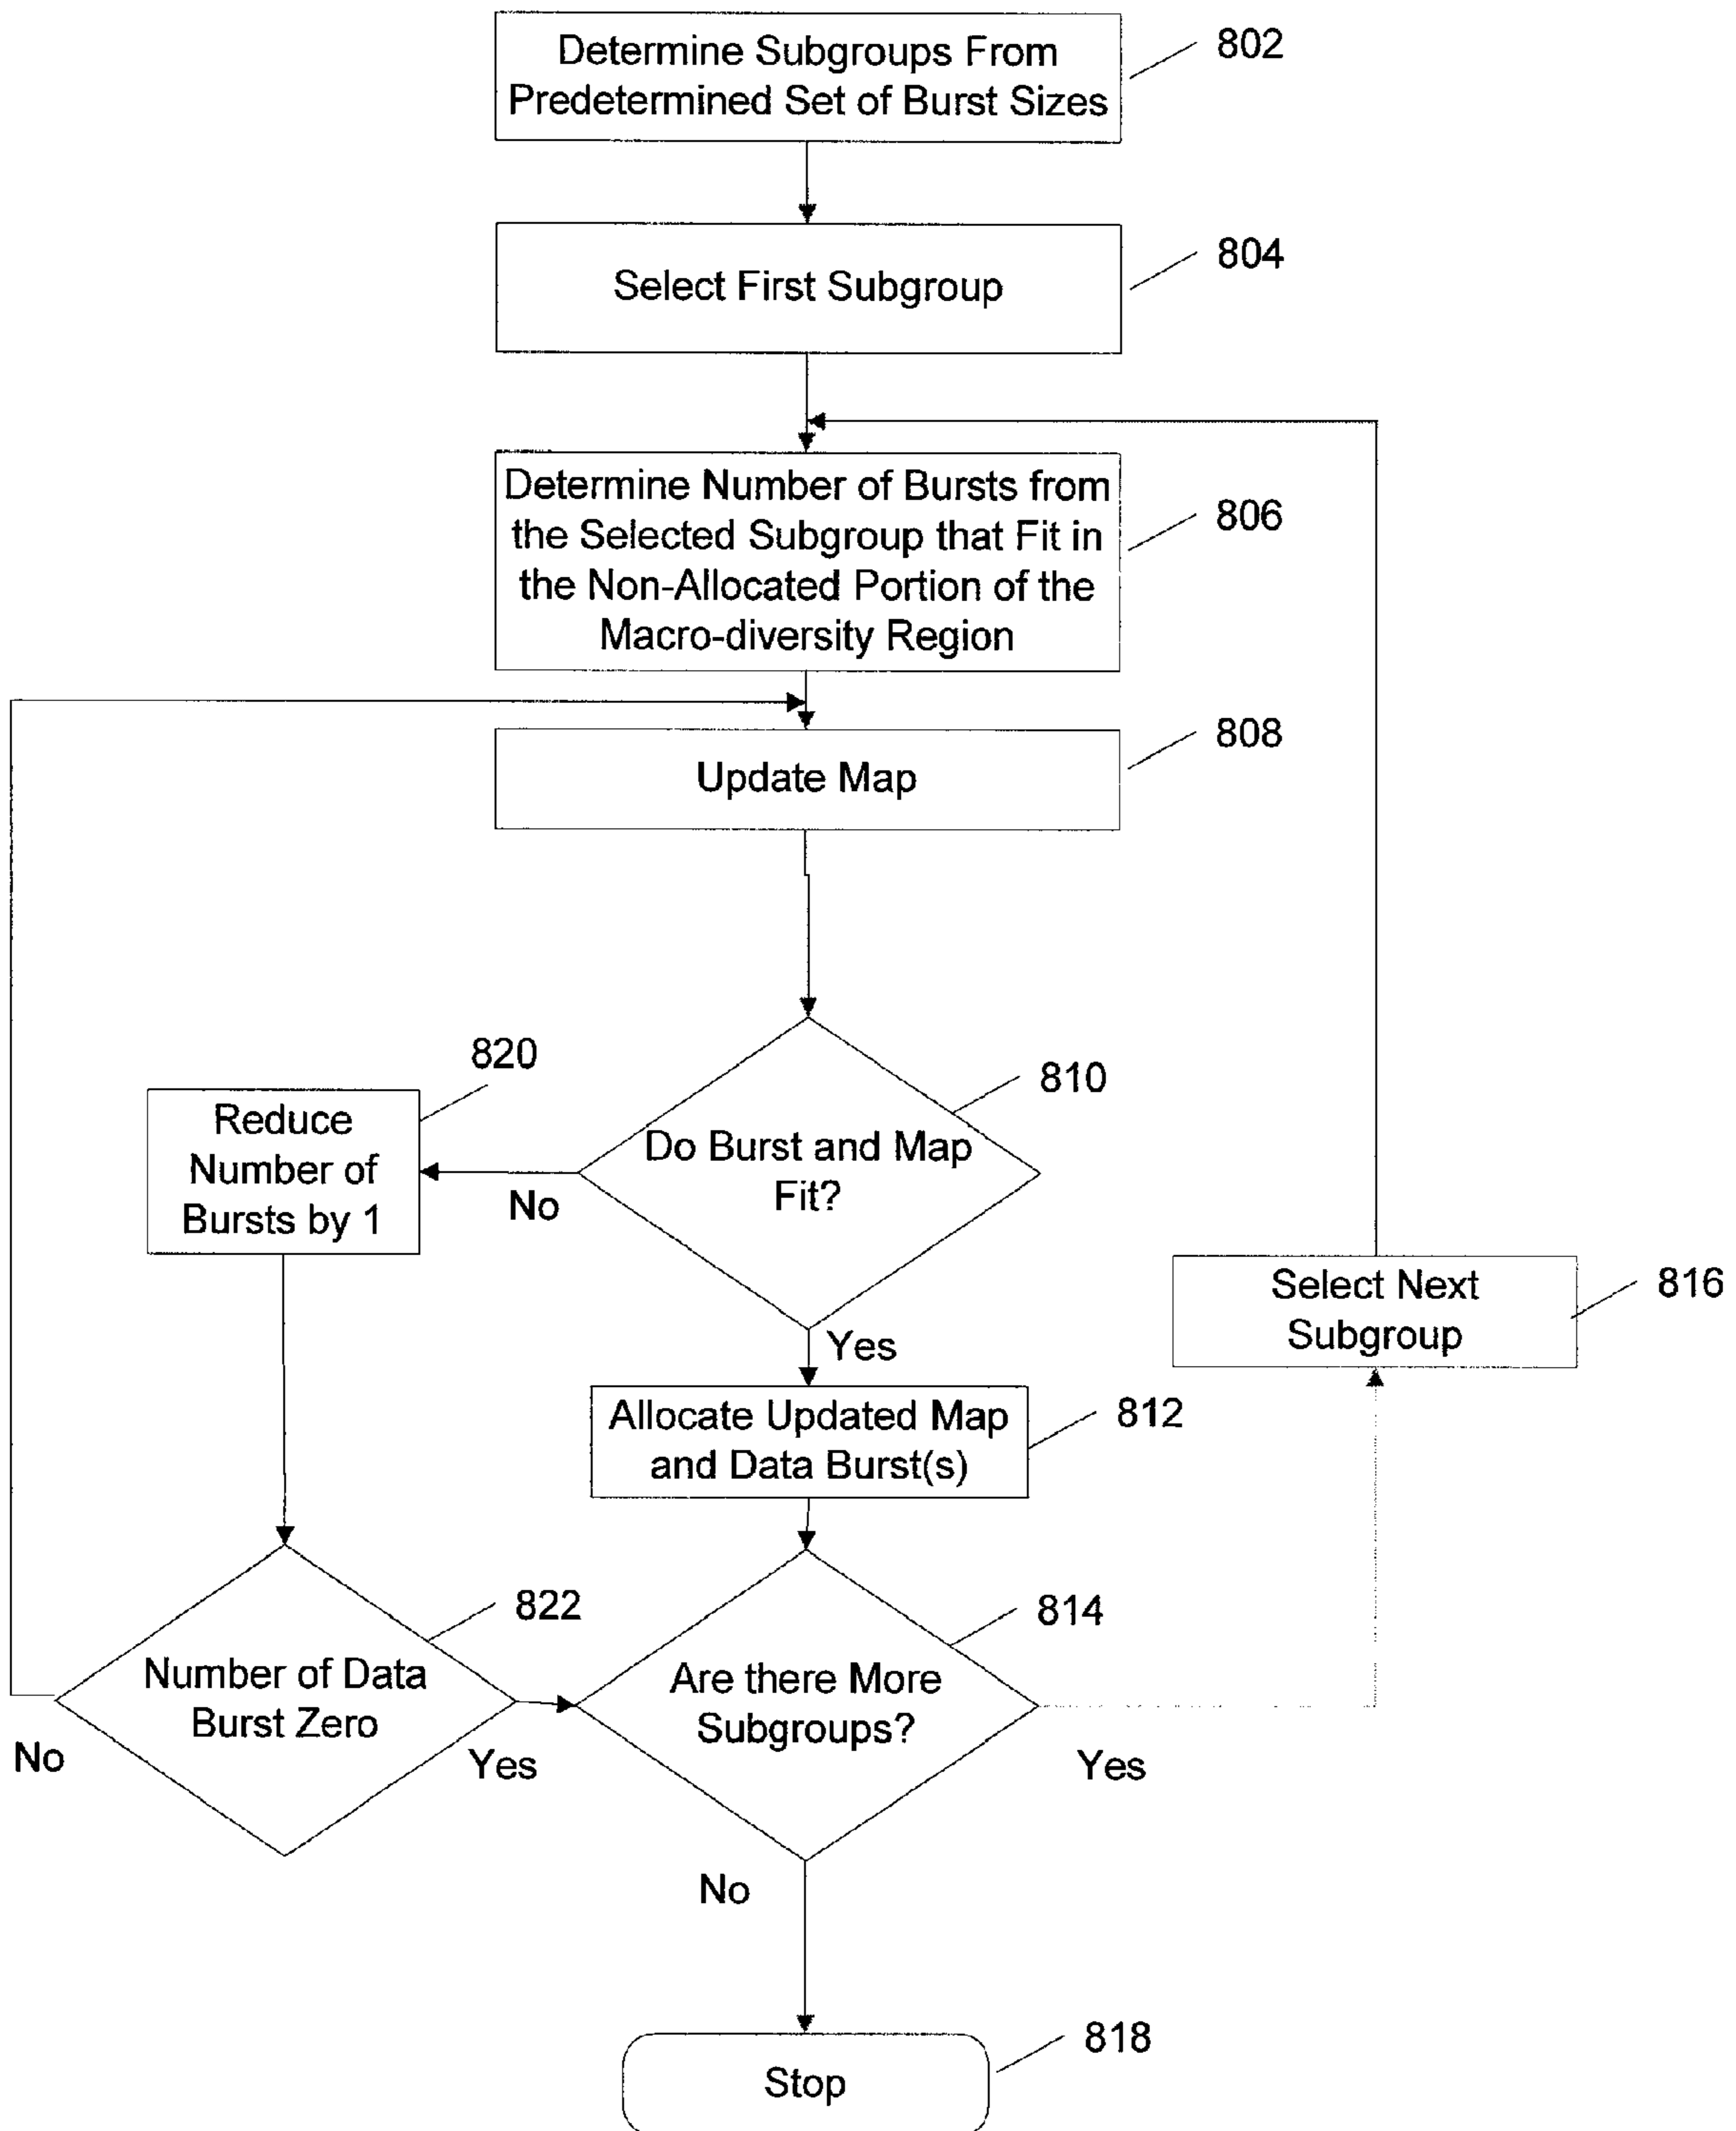 Determine Subgroups From
Predetermined Set of Burst Sizes
802
Select First Subgroup
804
Determine Number of Bursts from
the Selected Subgroup that Fit in
the Non-Allocated Portion of the
Macro-diversity Region
806
Update Map
808
Do Burst and Map
Fit?
810
No
Yes
Reduce
Number of
Bursts by 1
820
Select Next
Subgroup
816
Allocate Updated Map
and Data Burst(s)
812
Number of Data
Burst Zero
822
No
Yes
Are there More
Subgroups?
814
Yes
No
Stop
818